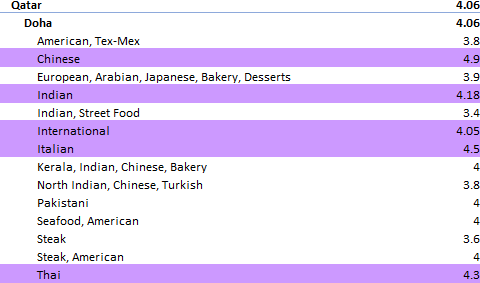 Qatar 4.06
Doha 4.06
American, Tex-Mex 3.8
Chinese 4.9
European, Arabian, Japanese, Bakery, Desserts 3.9
Indian 4.18
Indian, Street Food 3.4
International 4.05
Italian 4.5
Kerala, Indian, Chinese, Bakery 4
North Indian, Chinese, Turkish 3.8
Pakistani 4
Seafood, American 4
Steak 3.6
Steak, American 4
Thai 4.3